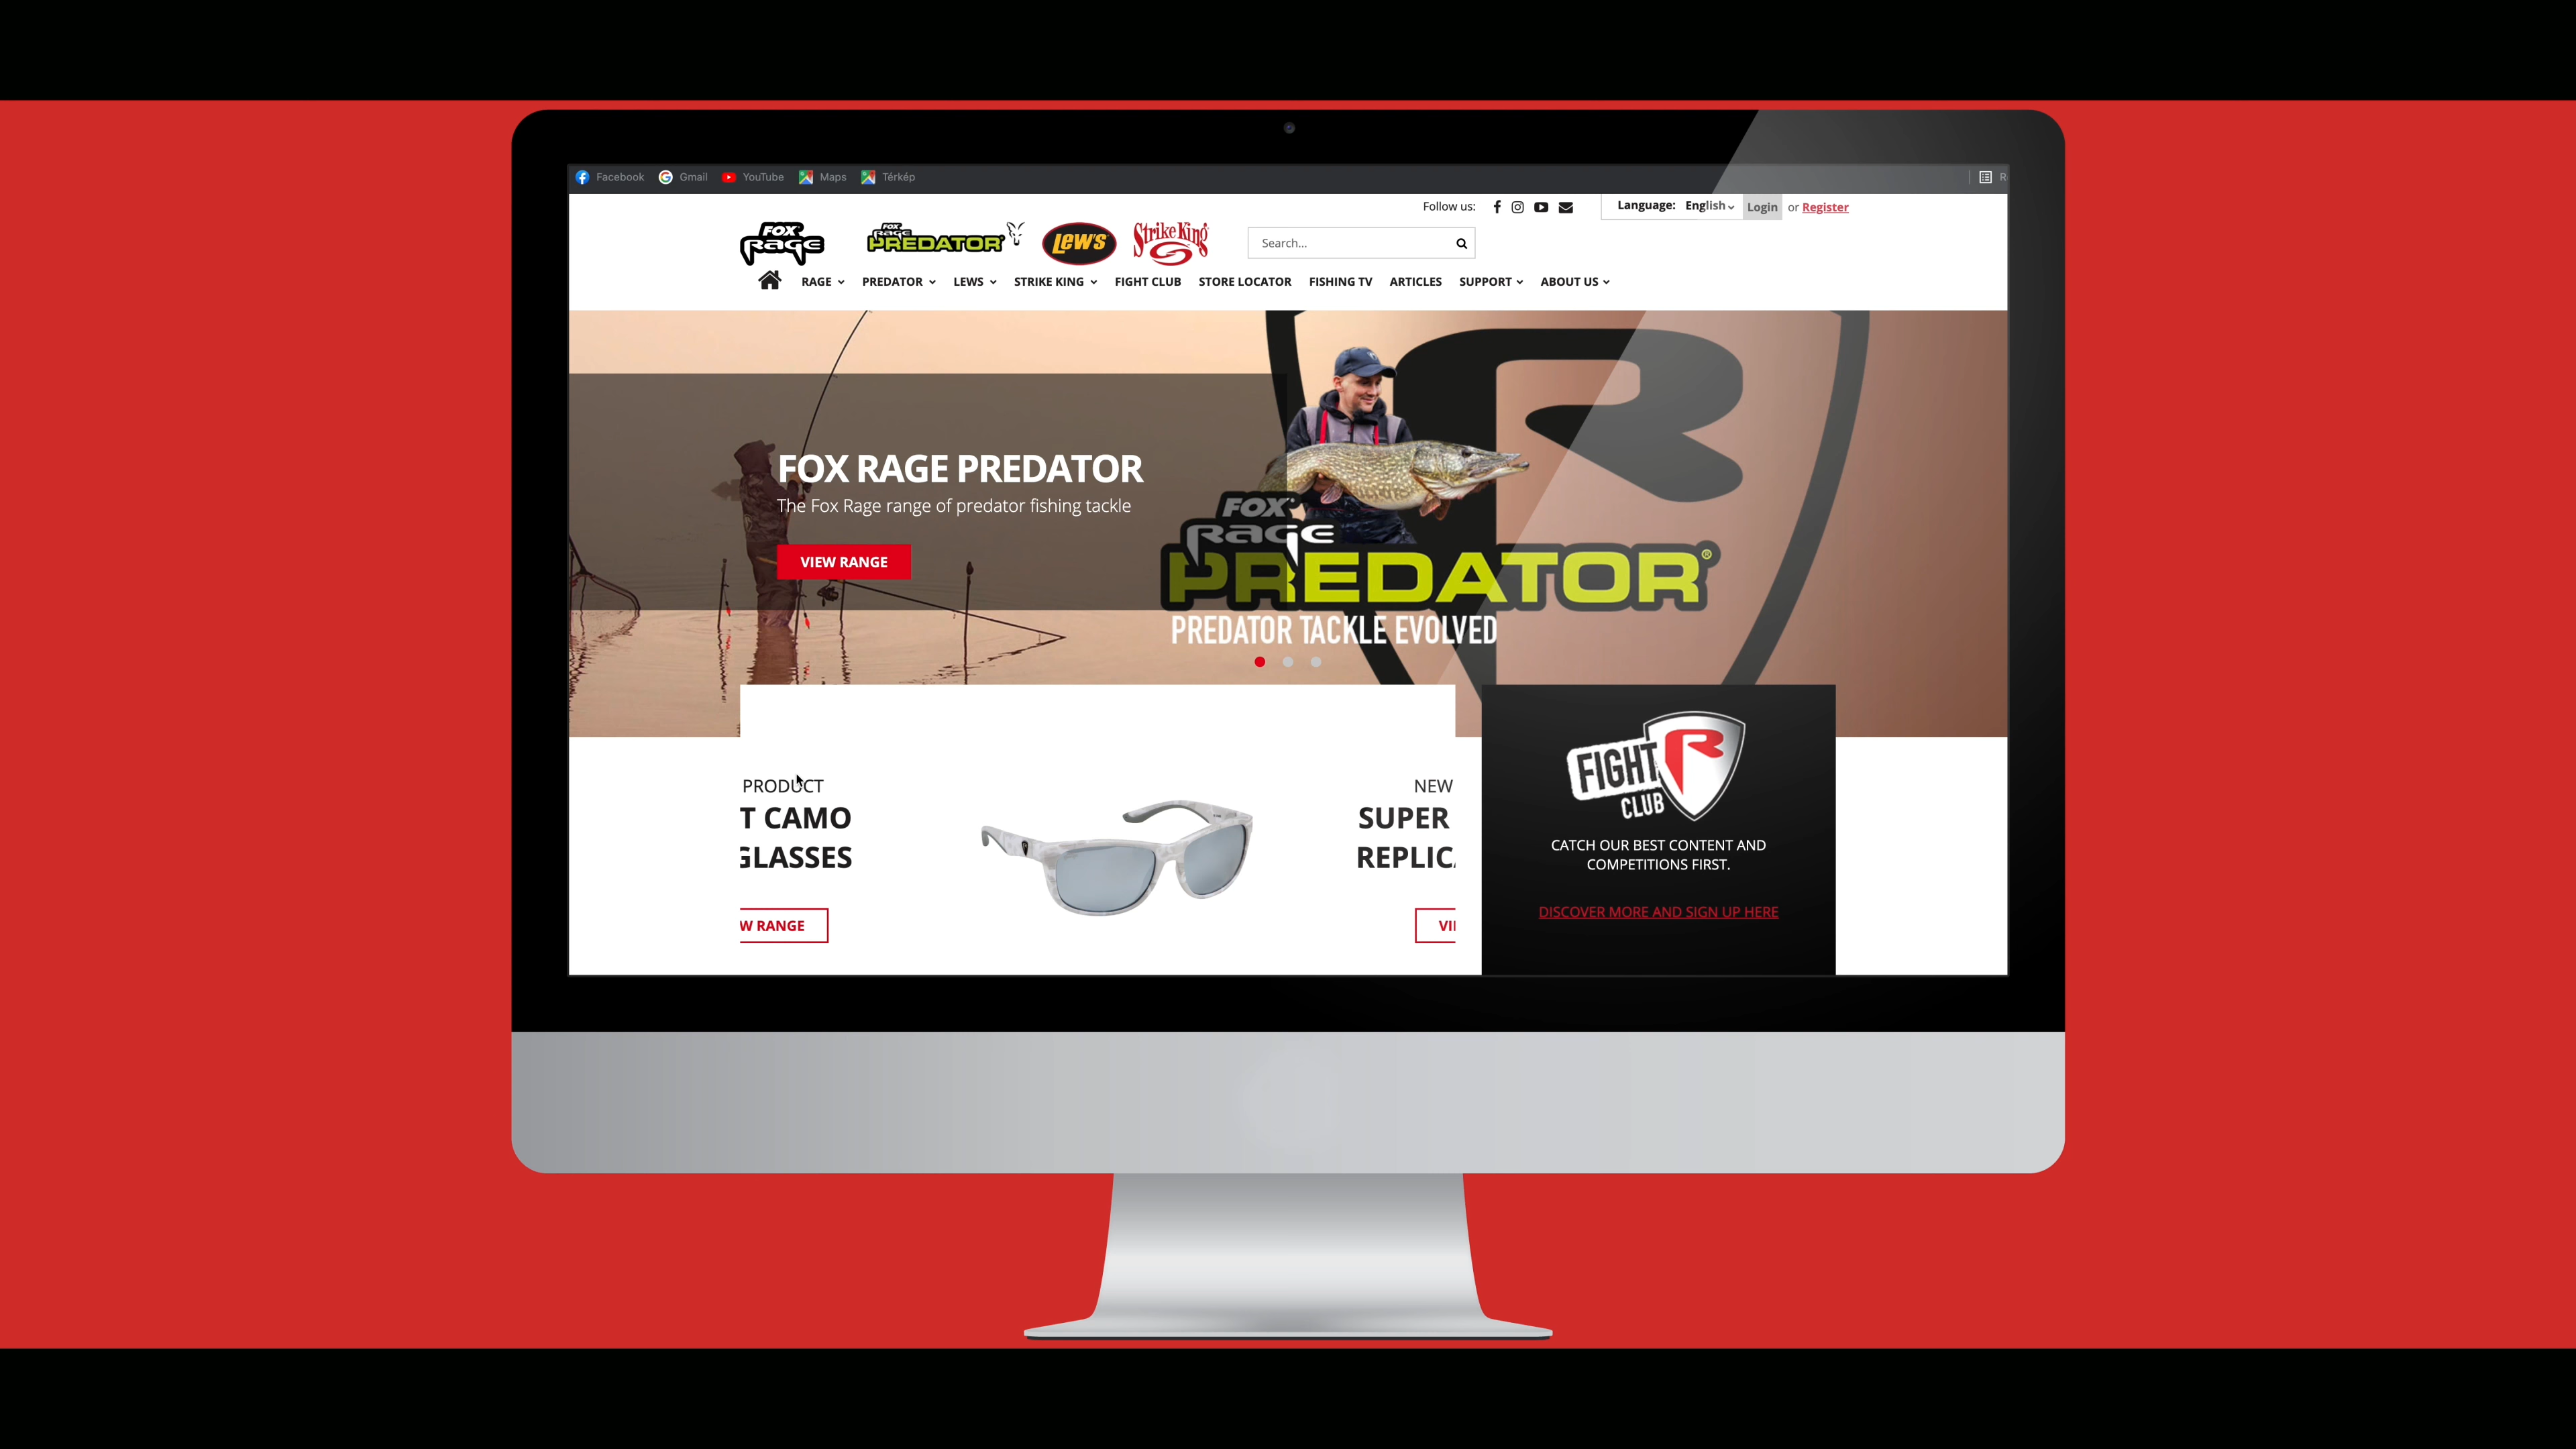 Facebook Gmail YouTube Maps Térkép
Follow us:
Language: English Login or Register
FOX RAGE
FOX RAGE PREDATOR
LEW'S
Strike King
Search...
RAGE PREDATOR LEWS STRIKE KING FIGHT CLUB STORE LOCATOR FISHING TV ARTICLES SUPPORT ABOUT US
FOX RAGE PREDATOR
The Fox Rage range of predator fishing tackle
VIEW RANGE
FOX
RAGE
PREDATOR®
PREDATOR TACKLE EVOLVED
PRODUCT
T CAMO
GLASSES
W RANGE
NEW
SUPER
REPLICA
VI
FIGHT
CLUB
CATCH OUR BEST CONTENT AND
COMPETITIONS FIRST.
DISCOVER MORE AND SIGN UP HERE